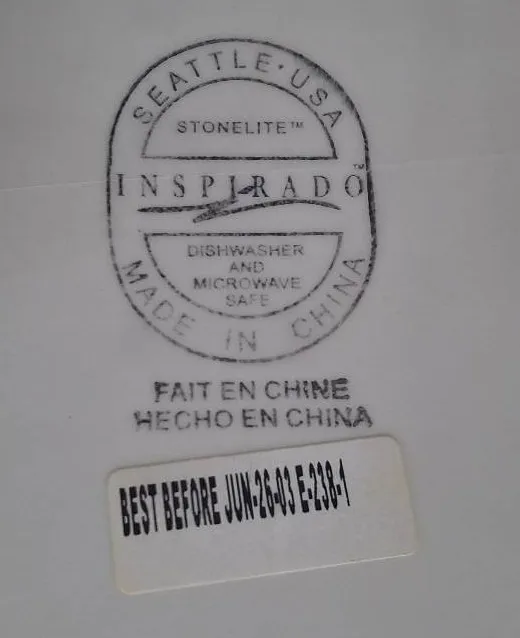 SEATTLE · USA
STONELITE™
INSPIRADO™
DISHWASHER
AND
MICROWAVE
SAFE
MADE IN CHINA
FAIT EN CHINE
HECHO EN CHINA
BEST BEFORE JUN-26-03 E-238-1